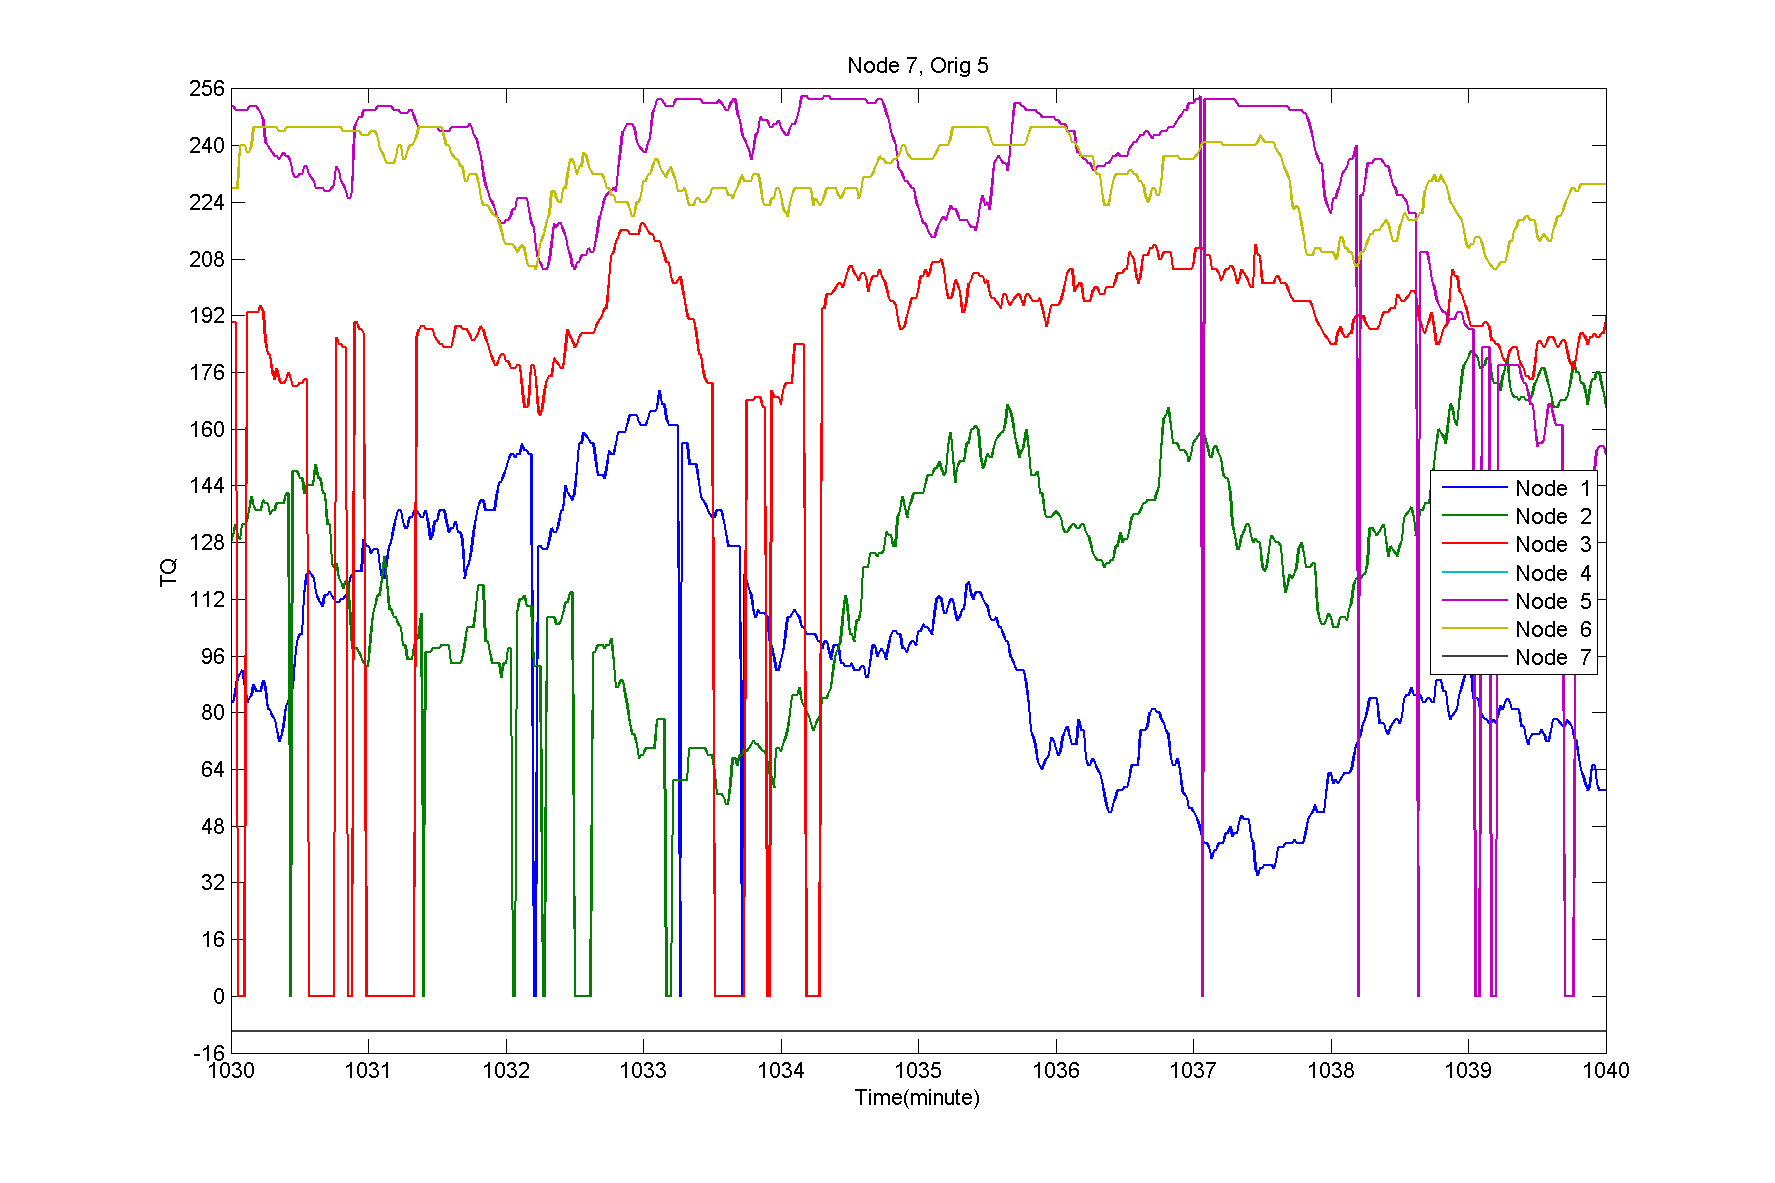 Node 7, Orig 5
256
240
224
208
192
176
160
144
128
112
96
80
64
48
32
16
0
-16
TQ
Node 1
Node 2
Node 3
Node 4
Node 5
Node 6
Node 7
1030 1031 1032 1033 1034 1035 1036 1037 1038 1039 1040
Time(minute)